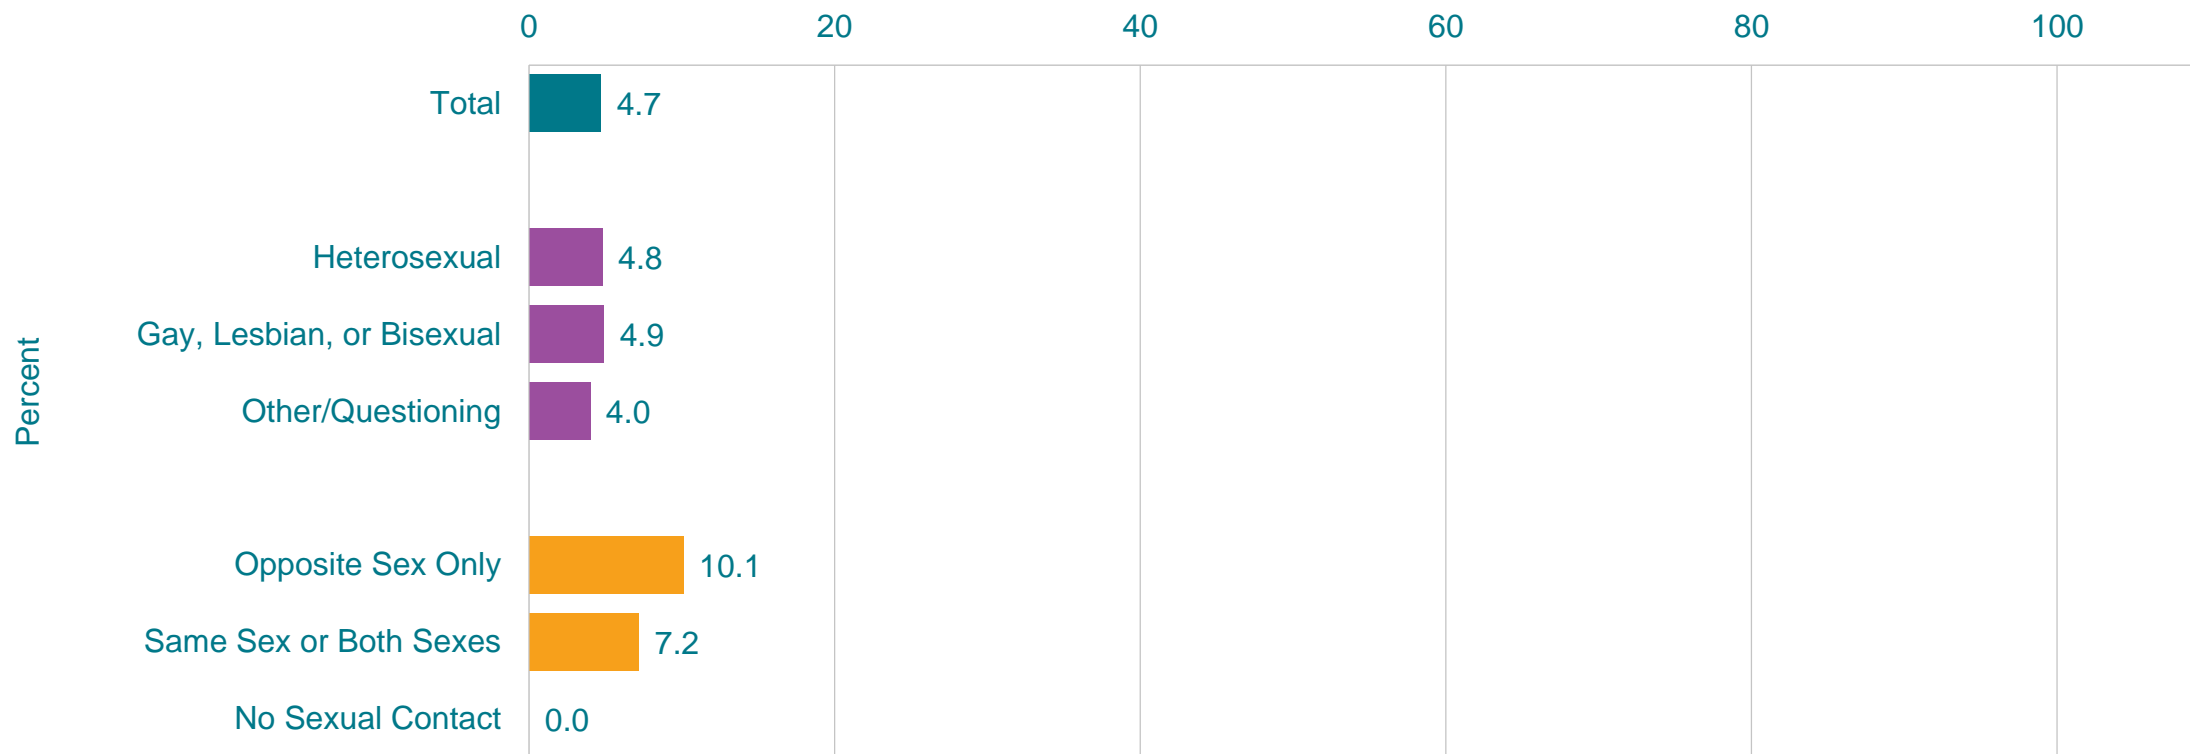 0 20 40 60 80 100
Total 4.7
Heterosexual 4.8
Gay, Lesbian, or Bisexual 4.9
Other/Questioning 4.0
Percent
Opposite Sex Only 10.1
Same Sex or Both Sexes 7.2
No Sexual Contact 0.0